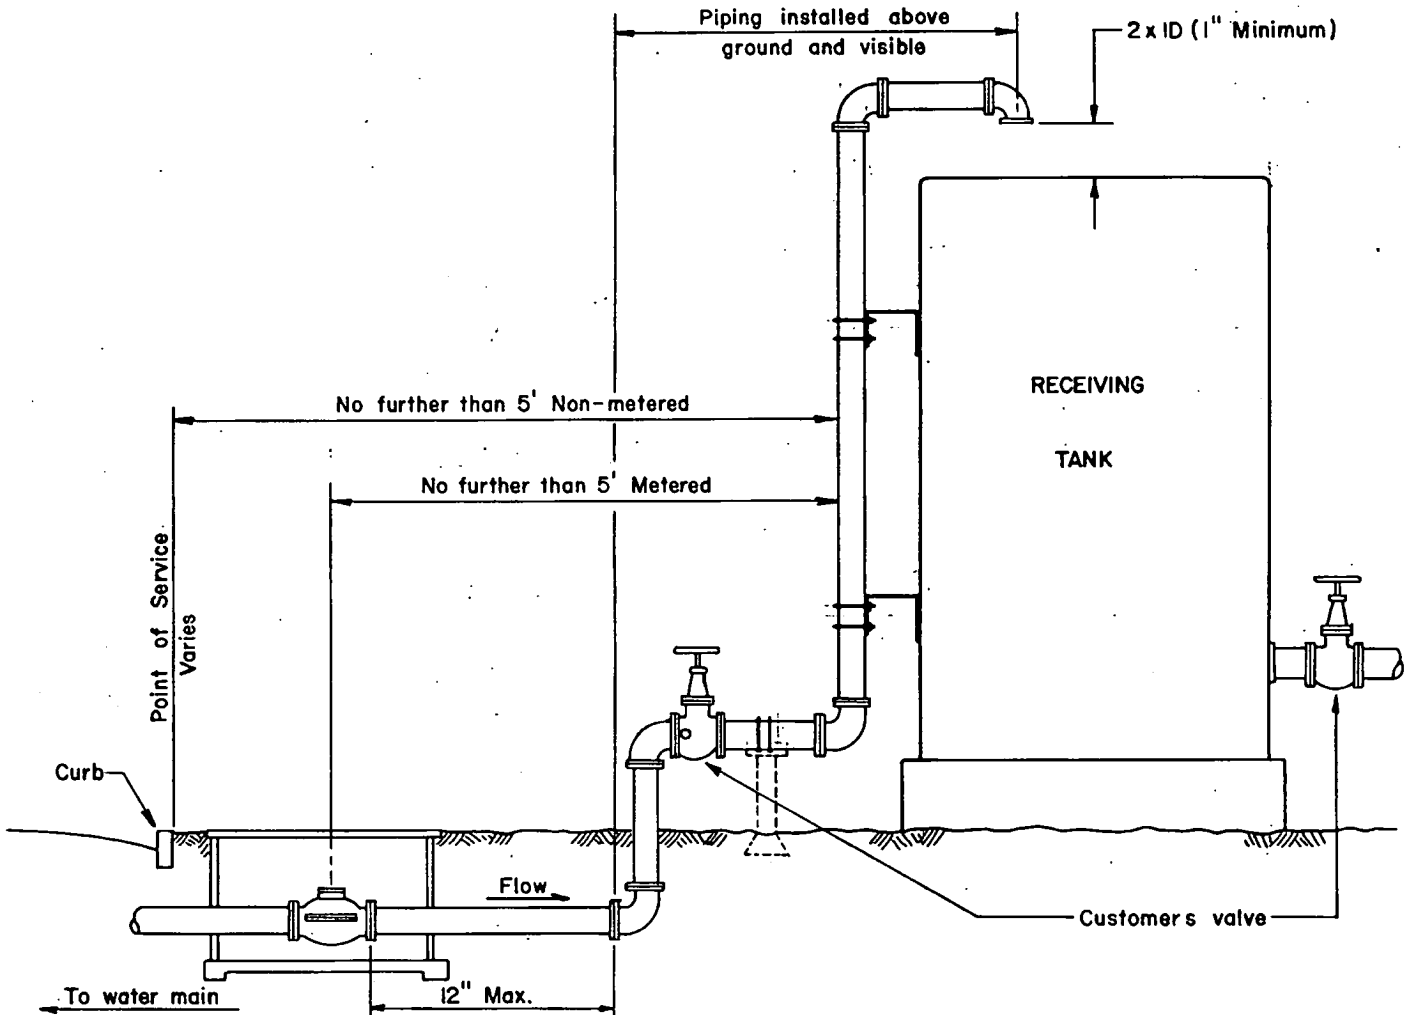 Piping installed above
ground and visible
2 x ID (1" Minimum)
RECEIVING
TANK
No further than 5' Non-metered
No further than 5' Metered
Point of Service
Varies
Curb
Flow
Customers valve
12" Max.
To water main